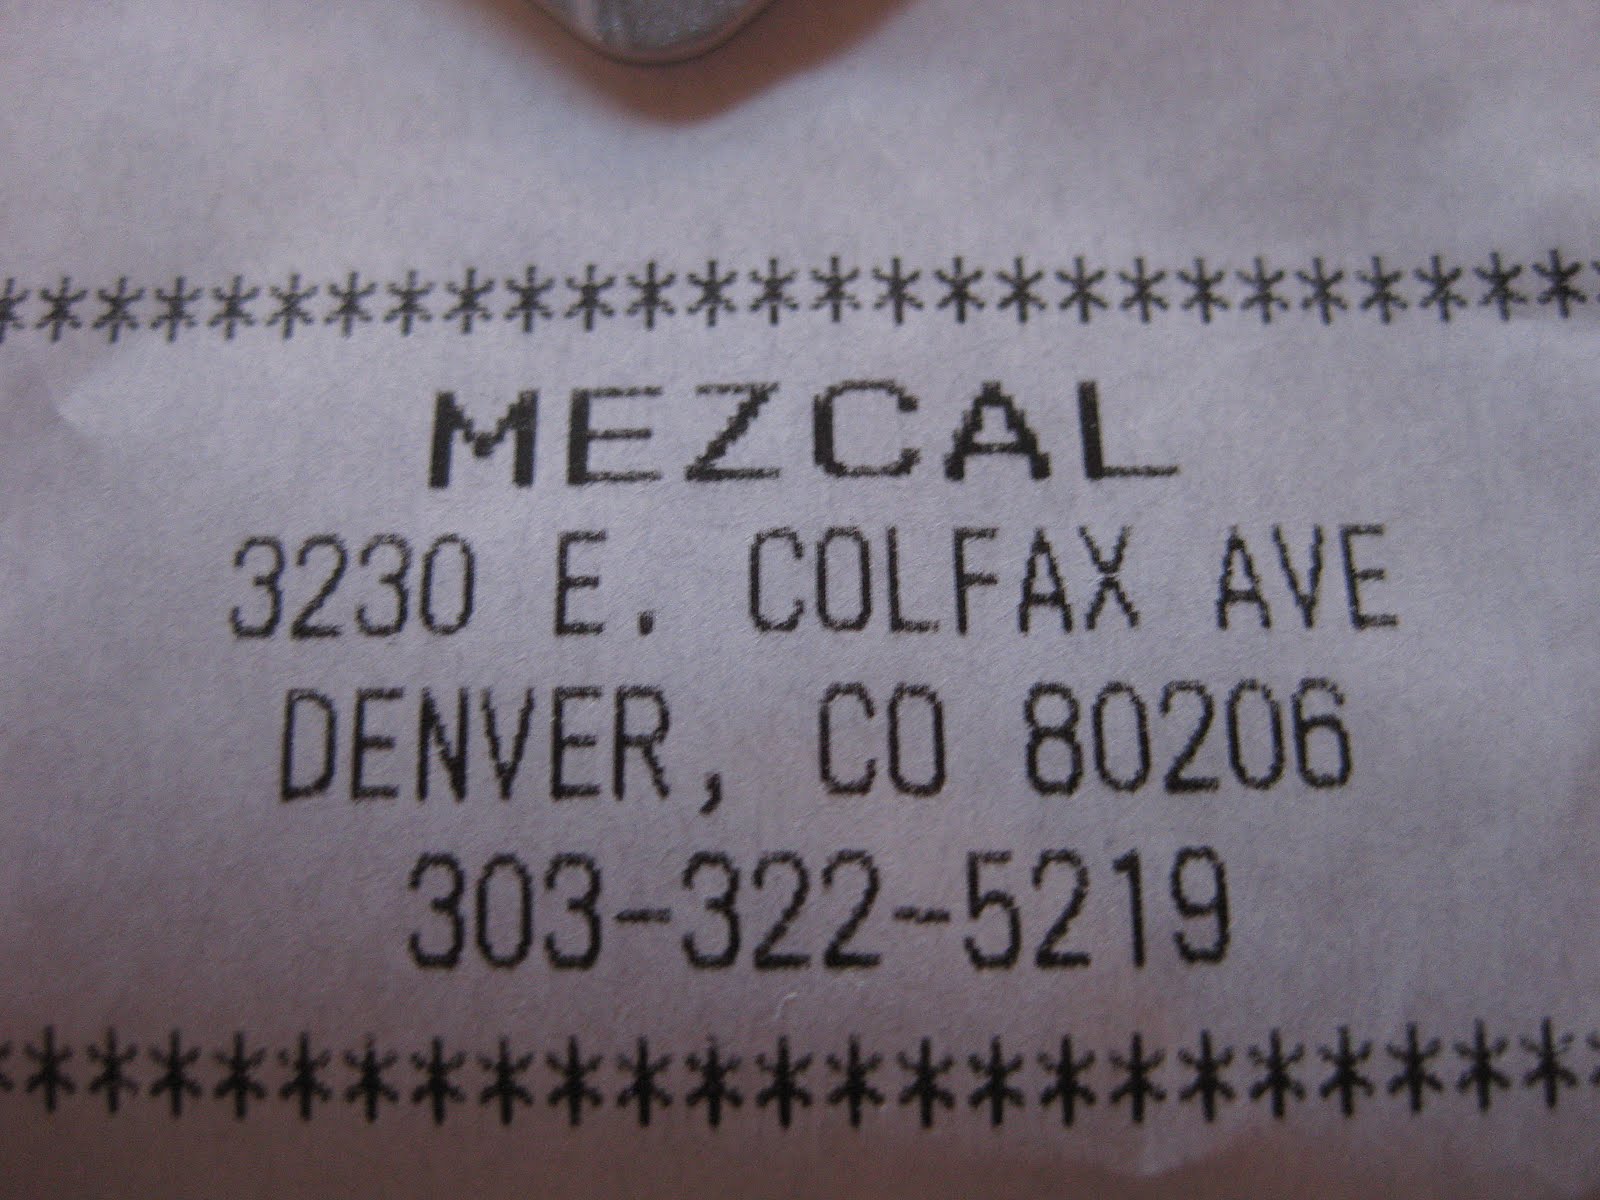 ***************************
MEZCAL
3230 E. COLFAX AVE
DENVER, CO 80206
303-322-5219
************************